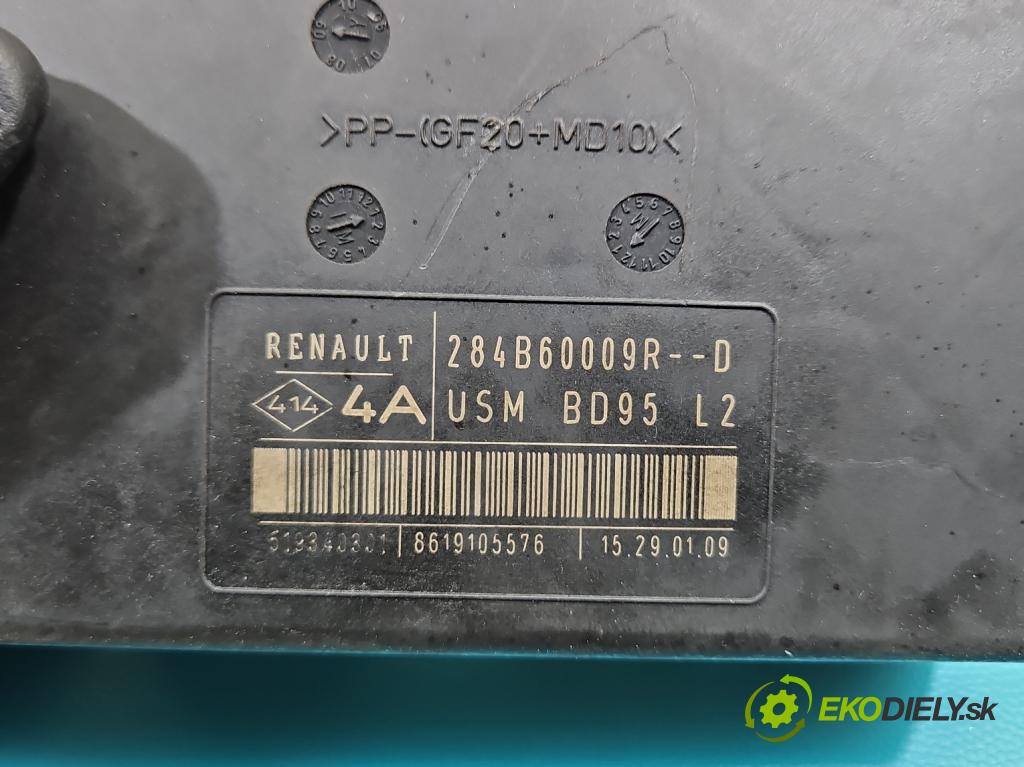 >PP-(GF20+MD10)<
RENAULT
284B60009R--D
414
4A
USM BD95 L2
8619105576
15.29.01.09
EKODIELY.sk